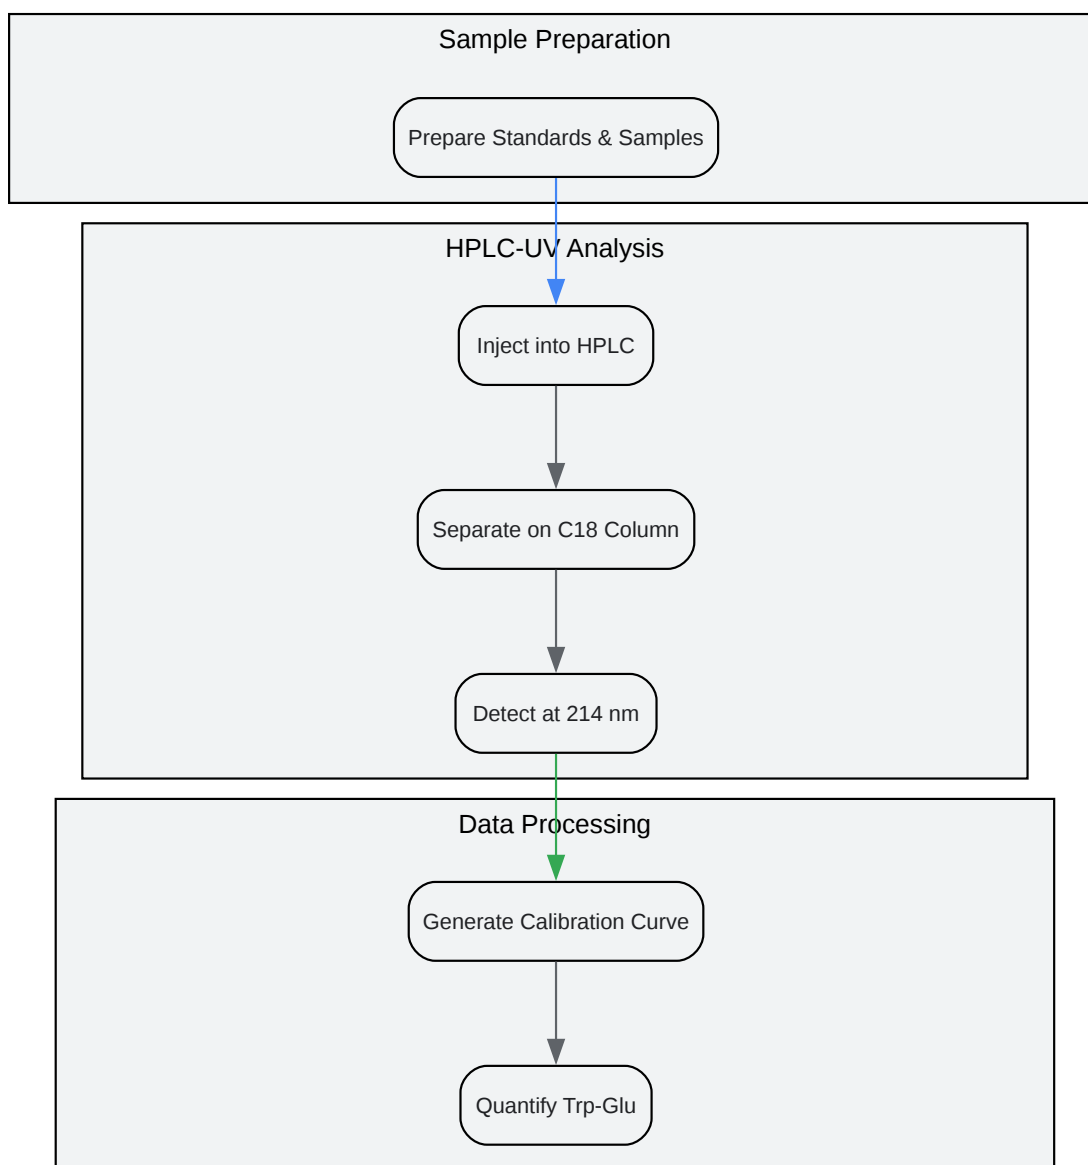 Sample Preparation
Prepare Standards & Samples
HPLC-UV Analysis
Inject into HPLC
Separate on C18 Column
Detect at 214 nm
Data Processing
Generate Calibration Curve
Quantify Trp-Glu